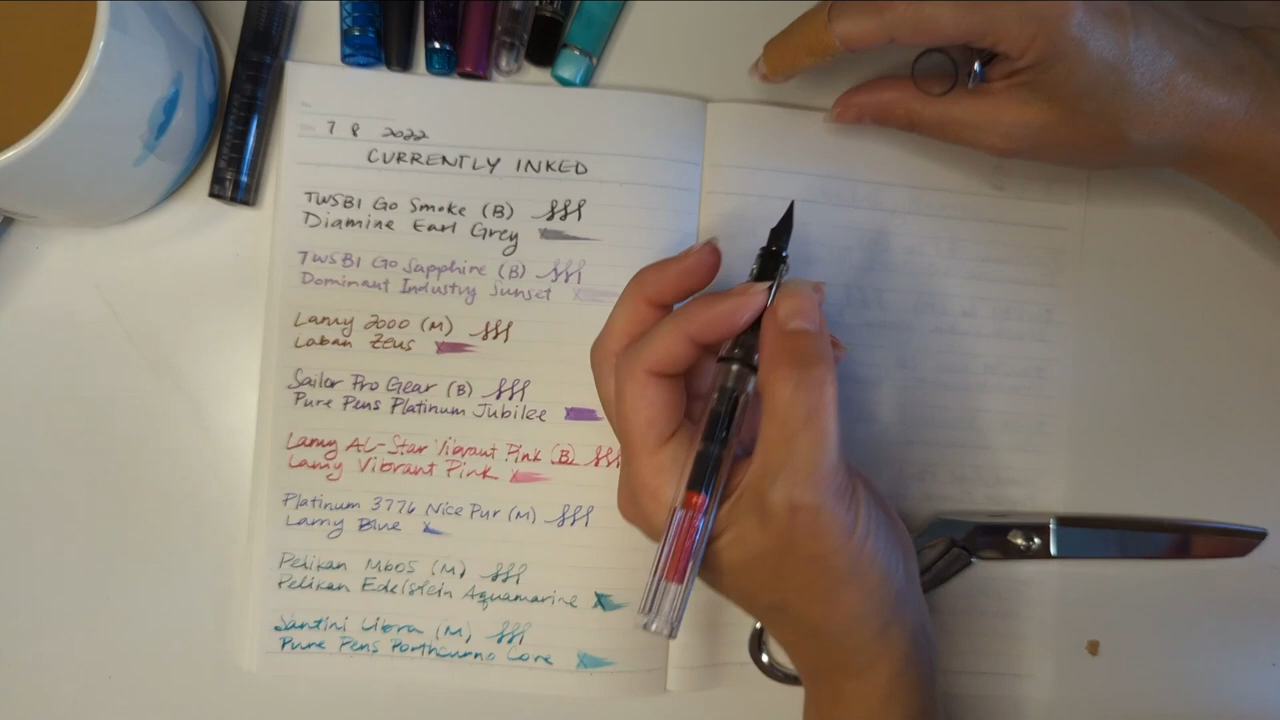 7 8 2022
CURRENTLY INKED
TWSBI Go Smoke (B)
Diamine Earl Grey
TWSBI Go Sapphire (B)
Dominant Industry Sunset
Lamy 2000 (M)
Laban Zeus
Sailor Pro Gear (B)
Pure Pens Platinum Jubilee
Lamy AL-Star Vibrant Pink (B)
Lamy Vibrant Pink
Platinum 3776 Nice Pur (M)
Lamy Blue
Pelikan M605 (M)
Pelikan Edelstein Aquamarine
Santini Libra (M)
Pure Pens Porthcurno Cove